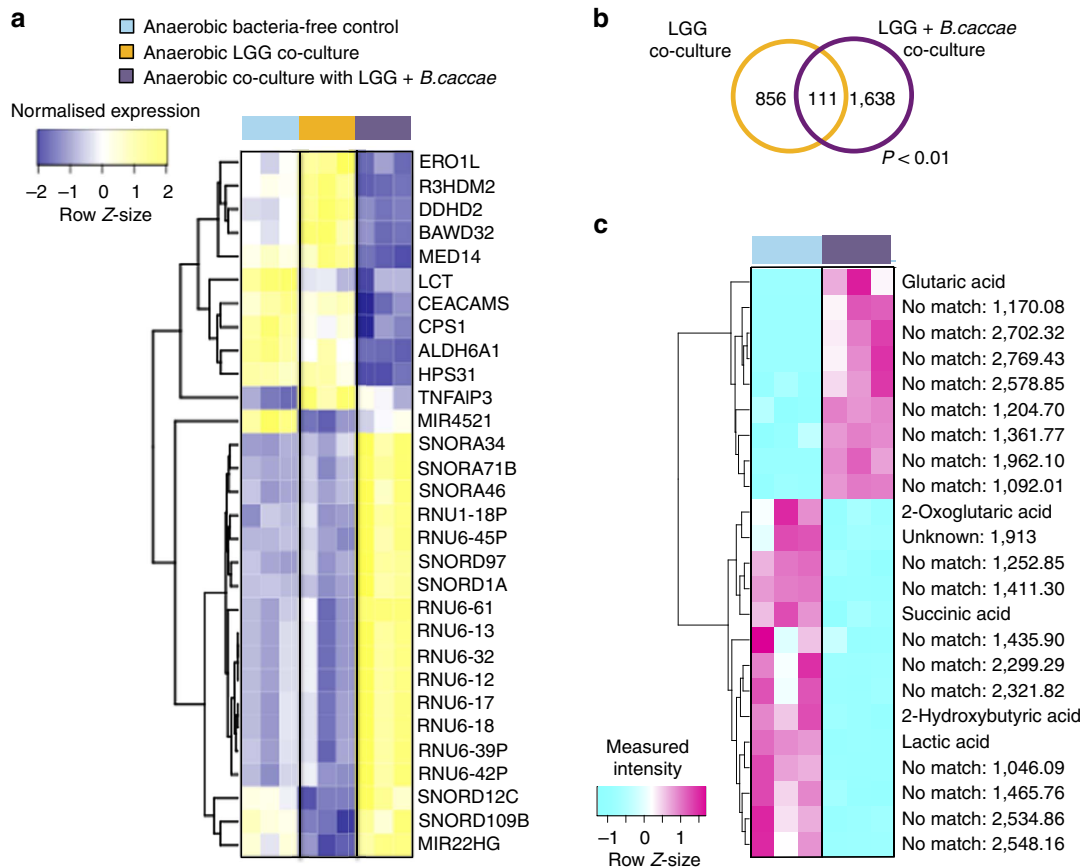 a
Anaerobic bacteria-free control
Anaerobic LGG co-culture
Anaerobic co-culture with LGG + B.caccae
Normalised expression
−2 −1 0 1 2
Row Z-size
ERO1L
R3HDM2
DDHD2
BAWD32
MED14
LCT
CEACAMS
CPS1
ALDH6A1
HPS31
TNFAIP3
MIR4521
SNORA34
SNORA71B
SNORA46
RNU1-18P
RNU6-45P
SNORD97
SNORD1A
RNU6-61
RNU6-13
RNU6-32
RNU6-12
RNU6-17
RNU6-18
RNU6-39P
RNU6-42P
SNORD12C
SNORD109B
MIR22HG
b
LGG
co-culture
LGG + B.caccae
co-culture
856 111 1,638
P < 0.01
c
Glutaric acid
No match: 1,170.08
No match: 2,702.32
No match: 2,769.43
No match: 2,578.85
No match: 1,204.70
No match: 1,361.77
No match: 1,962.10
No match: 1,092.01
2-Oxoglutaric acid
Unknown: 1,913
No match: 1,252.85
No match: 1,411.30
Succinic acid
No match: 1,435.90
No match: 2,299.29
No match: 2,321.82
2-Hydroxybutyric acid
Lactic acid
No match: 1,046.09
No match: 1,465.76
No match: 2,534.86
No match: 2,548.16
Measured
intensity
−1 0 1
Row Z-size